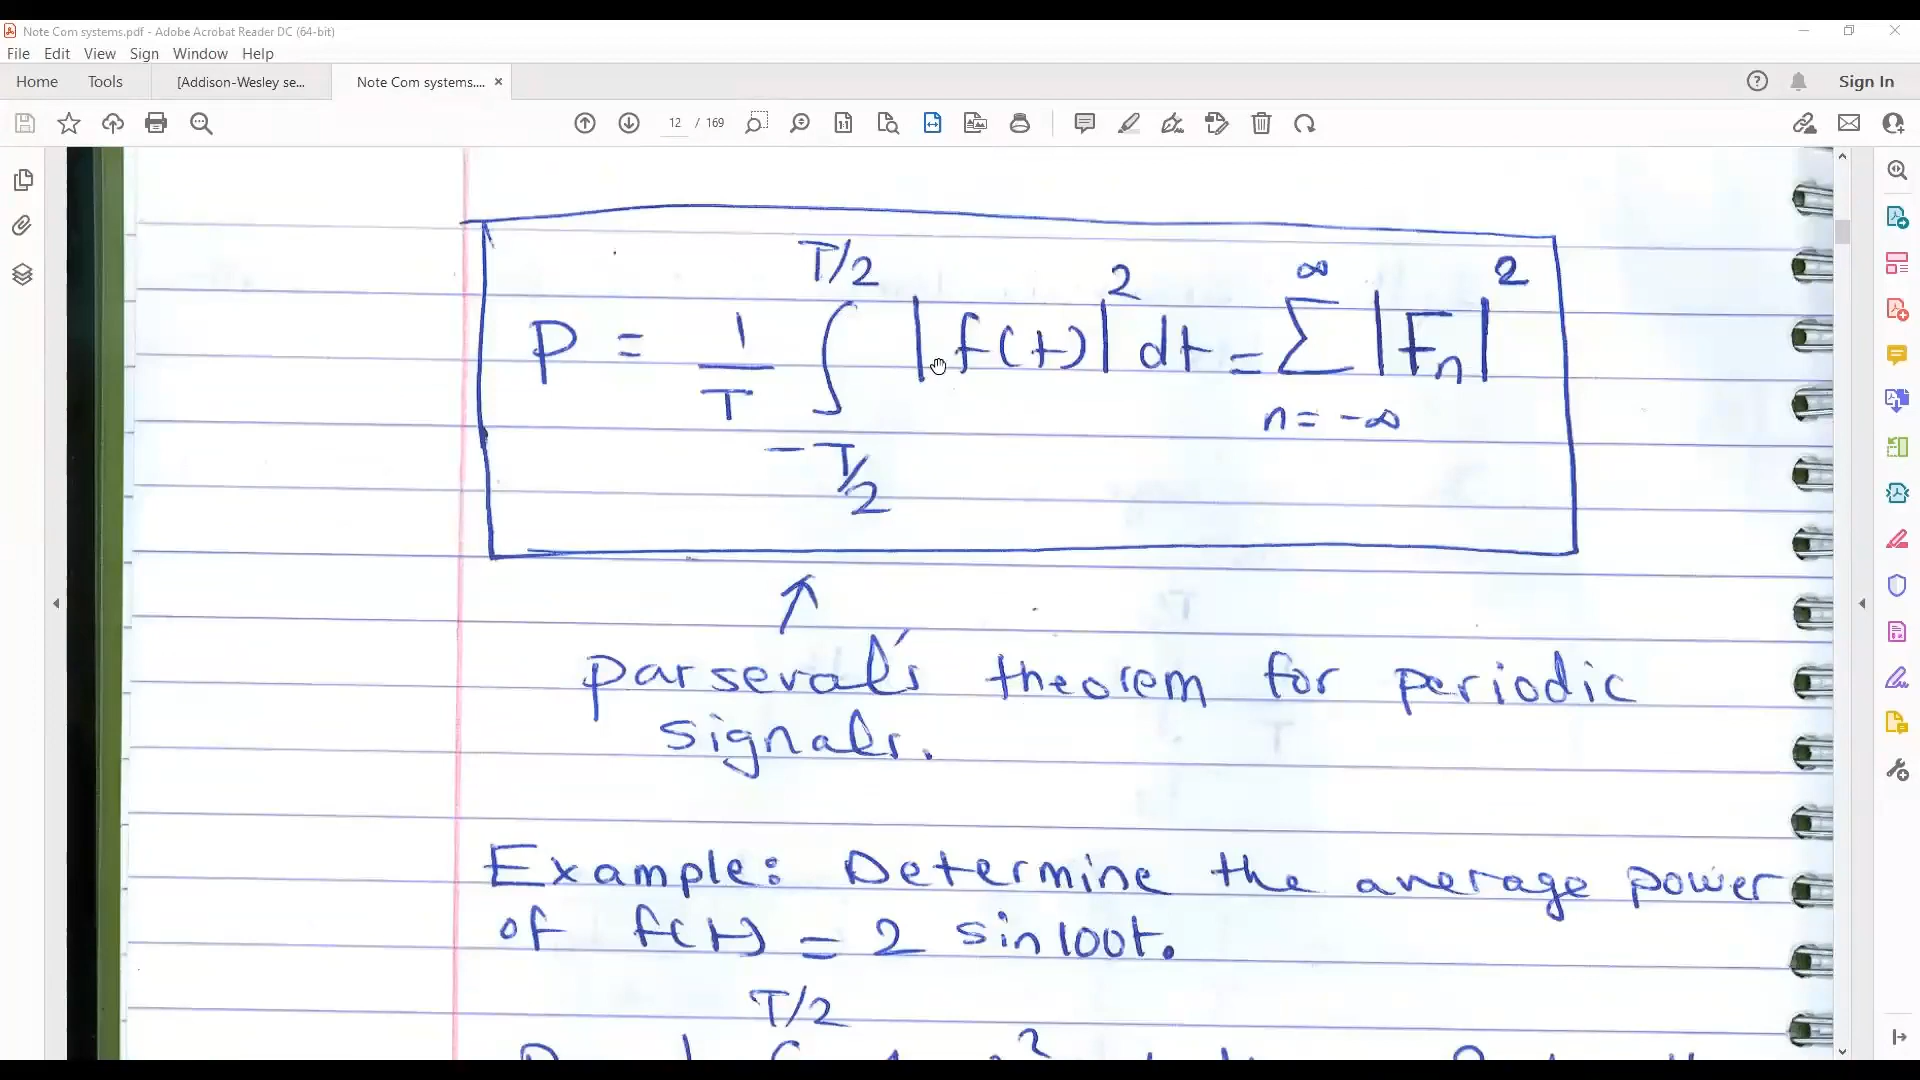 Note Com systems.pdf - Adobe Acrobat Reader DC (64-bit)
File Edit View Sign Window Help
Home Tools [Addison-Wesley se... Note Com systems.... × Sign In
12 / 169
P = 1/T ∫_{-T/2}^{T/2} |f(t)|² dt = ∑_{n=-∞}^{∞} |Fn|²
parseval's theorem for periodic
signals.
Example: Determine the average power
of f(t) = 2 sin100t.
T/2